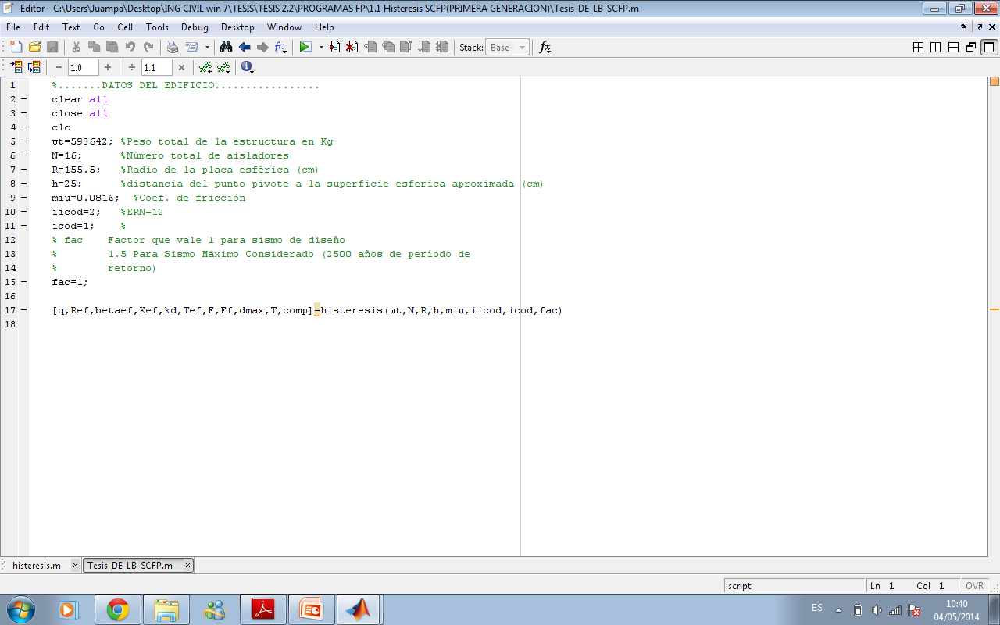 Editor - C:\Users\Juampa\Desktop\ING CIVIL win 7\TESIS\TESIS 2.2\PROGRAMAS FP\1.1 Histeresis SCFP(PRIMERA GENERACION)\Tesis_DE_LB_SCFP.m
File Edit Text Go Cell Tools Debug Desktop Window Help
Stack: Base fx
− 1.0 + ÷ 1.1 ×
1 %.......DATOS DEL EDIFICIO.................
2 – clear all
3 – close all
4 – clc
5 – wt=593642; %Peso total de la estructura en Kg
6 – N=16; %Número total de aisladores
7 – R=155.5; %Radio de la placa esférica (cm)
8 – h=25; %distancia del punto pivote a la superficie esferica aproximada (cm)
9 – miu=0.0816; %Coef. de fricción
10 – iicod=2; %ERN-12
11 – icod=1; %
12 % fac Factor que vale 1 para sismo de diseño
13 % 1.5 Para Sismo Máximo Considerado (2500 años de período de
14 % retorno)
15 – fac=1;
16
17 – [q,Ref,betaef,Kef,kd,Tef,F,Ff,dmax,T,comp]=histeresis(wt,N,R,h,miu,iicod,icod,fac)
18
histeresis.m × Tesis_DE_LB_SCFP.m ×
script Ln 1 Col 1 OVR
ES 10:40
04/05/2014